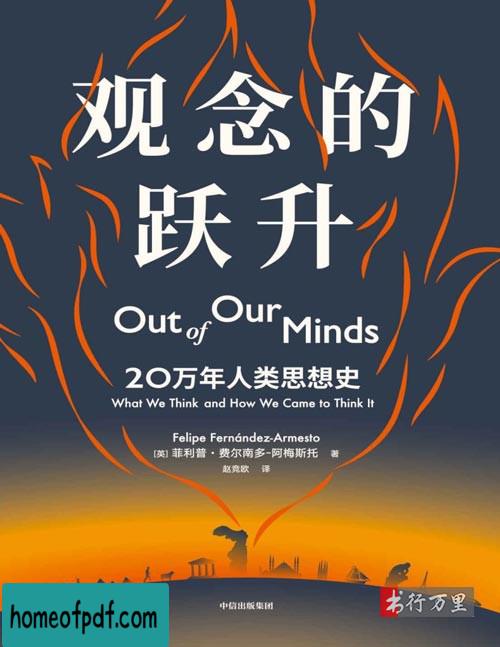 观念的
跃升
Out of Our Minds
20万年人类思想史
What We Think and How We Came to Think It
Felipe Fernández-Armesto
[英] 菲利普·费尔南多-阿梅斯托 著
赵竞欧 译
中信出版集团
书行万里
homeofpdf.com